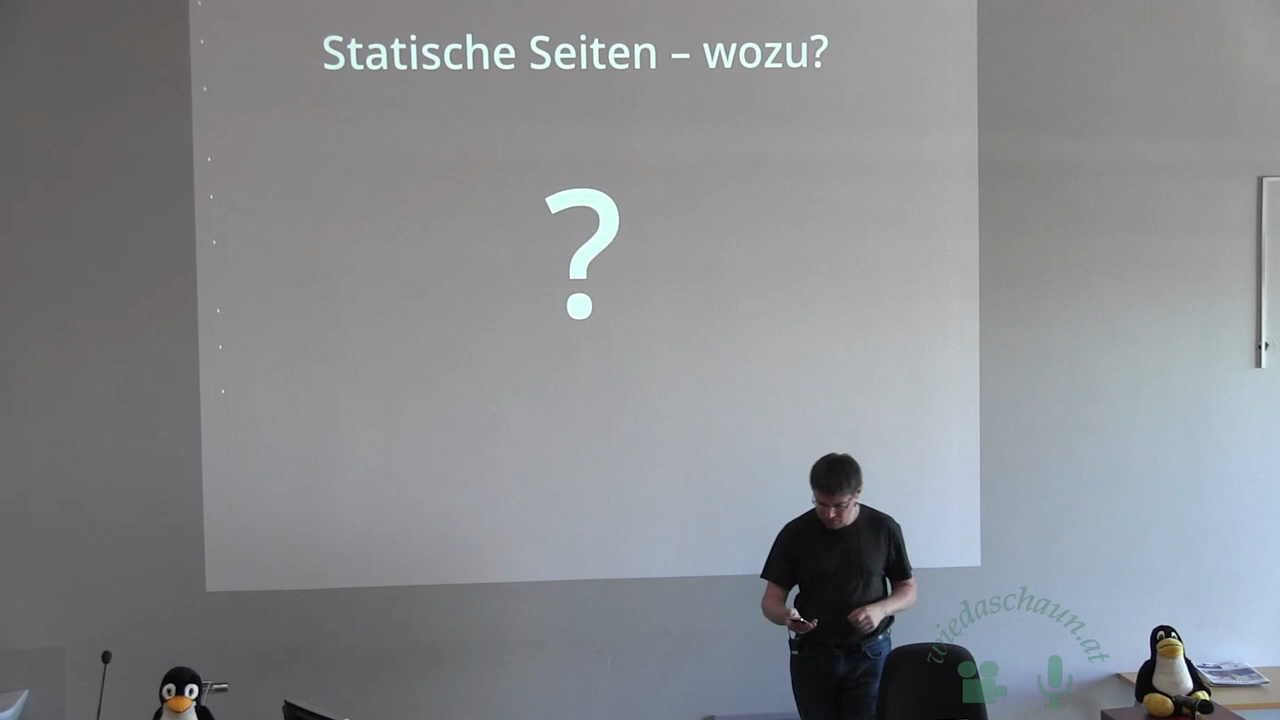 Statische Seiten – wozu?
?
wiedaschaun.at